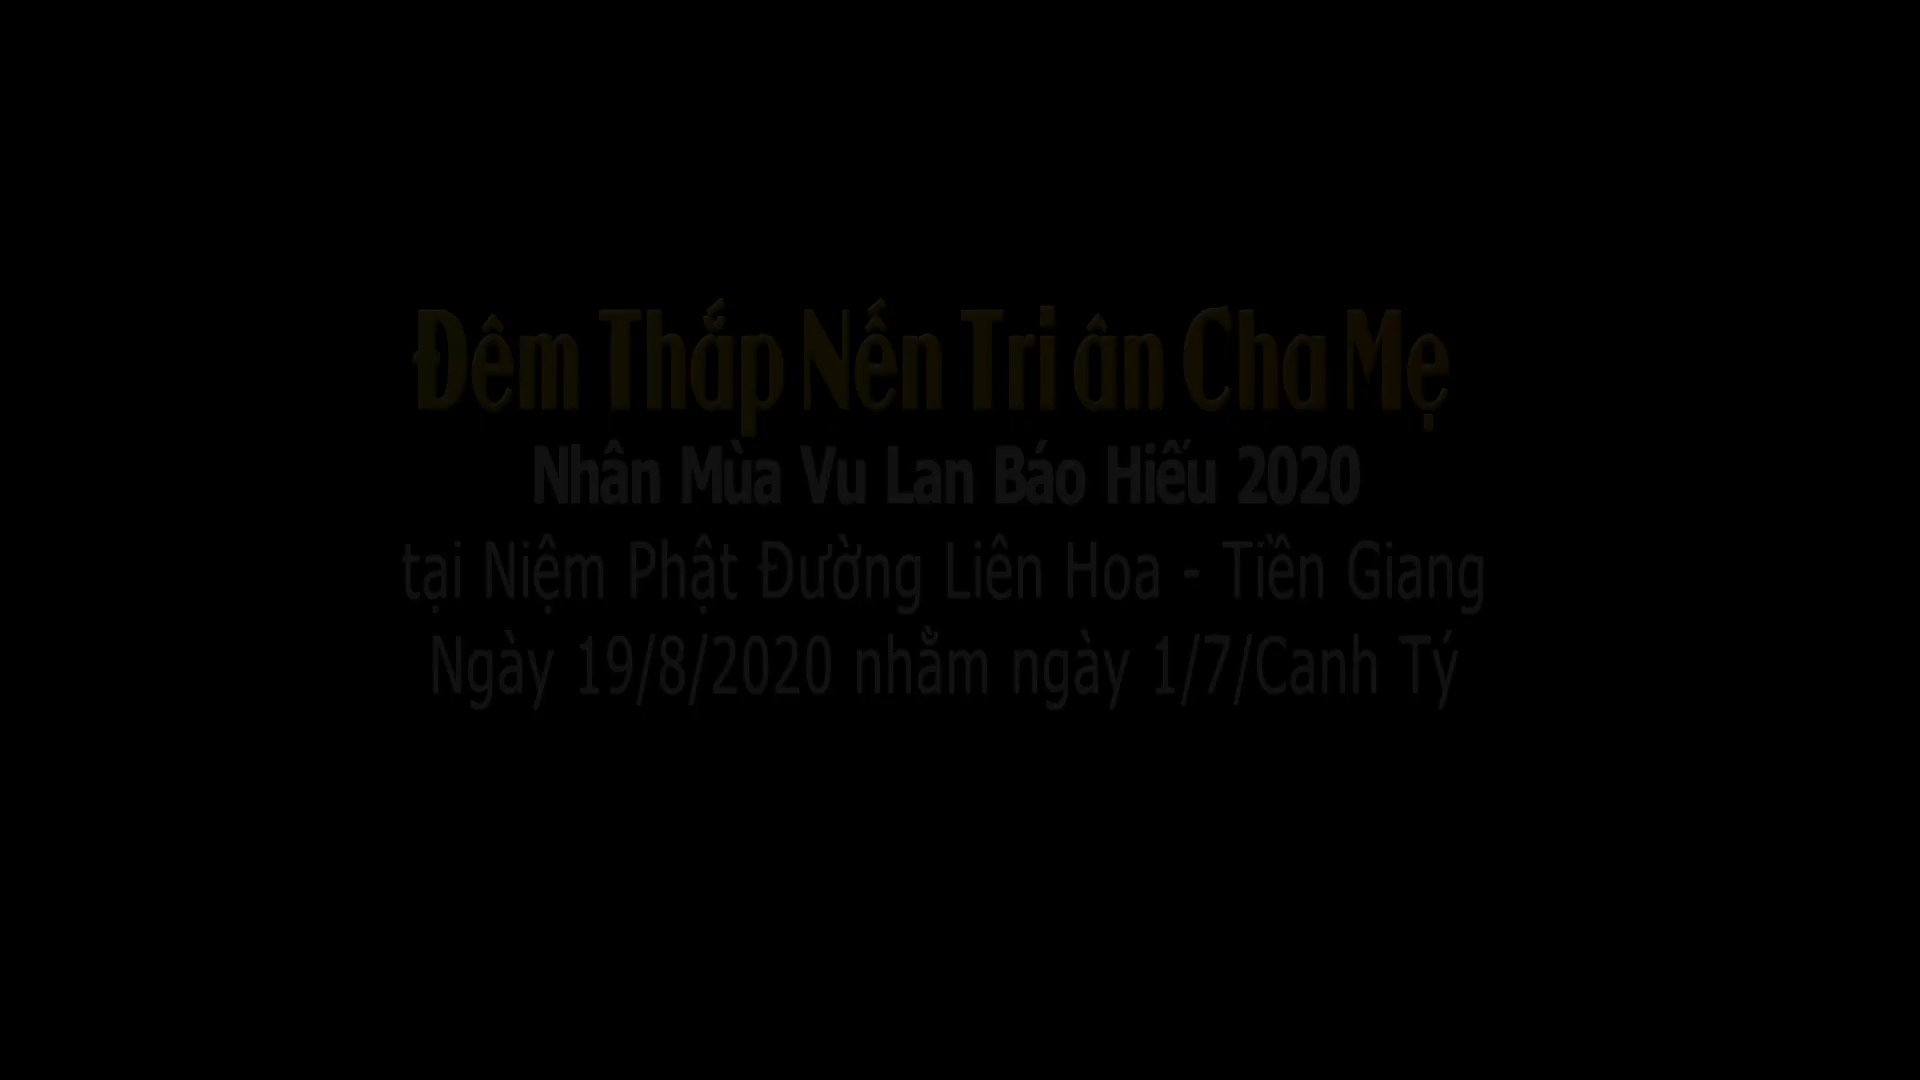 Đêm Thắp Nến Tri ân Cha Mẹ
Nhân Mùa Vu Lan Báo Hiếu 2020
tại Niệm Phật Đường Liên Hoa - Tiền Giang
Ngày 19/8/2020 nhằm ngày 1/7/Canh Tý